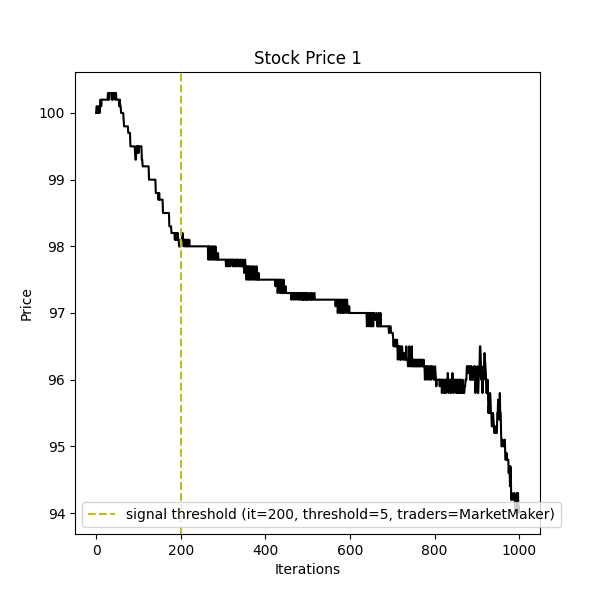 Stock Price 1
Price
100
99
98
97
96
95
94
signal threshold (it=200, threshold=5, traders=MarketMaker)
0 200 400 600 800 1000
Iterations